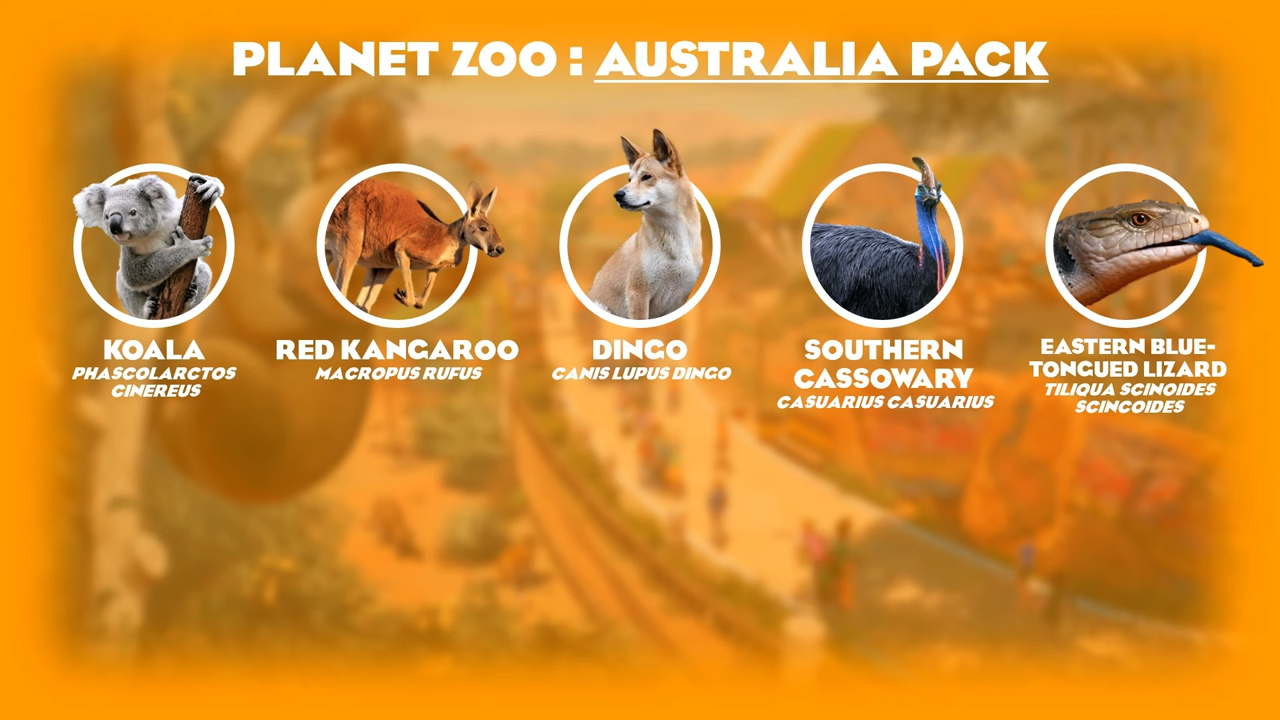 PLANET ZOO : AUSTRALIA PACK
KOALA
PHASCOLARCTOS
CINEREUS
RED KANGAROO
MACROPUS RUFUS
DINGO
CANIS LUPUS DINGO
SOUTHERN
CASSOWARY
CASUARIUS CASUARIUS
EASTERN BLUE-
TONGUED LIZARD
TILIQUA SCINOIDES
SCINCOIDES